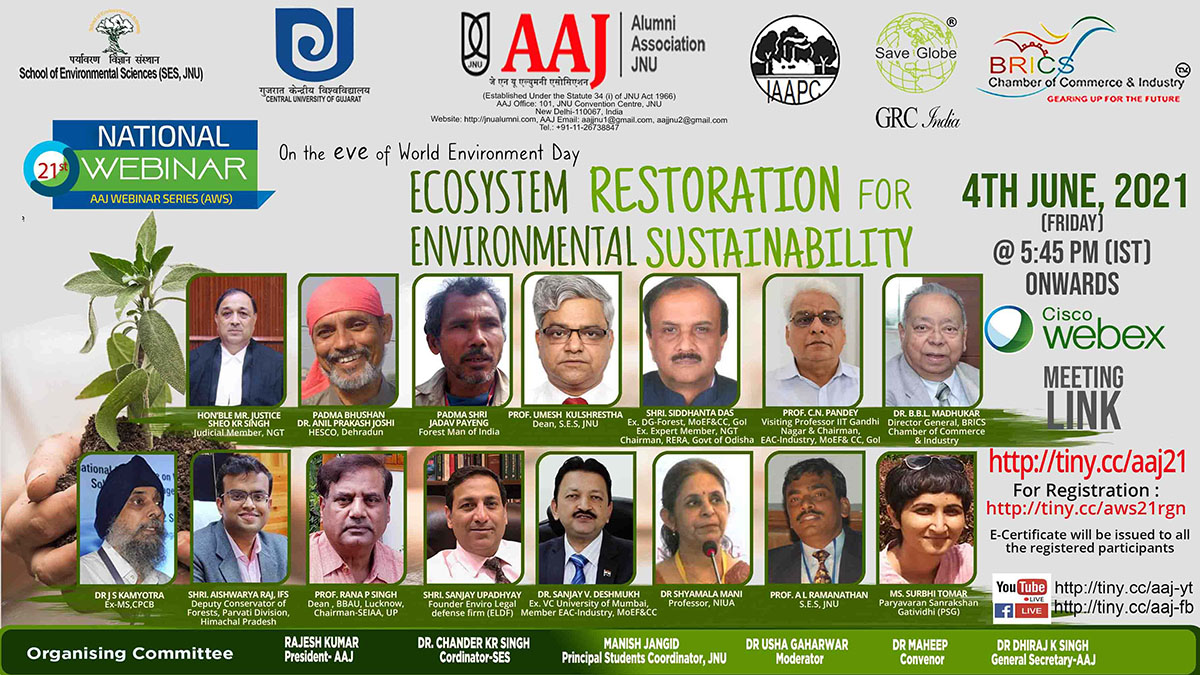 पर्यावरण विज्ञान संस्थान
School of Environmental Sciences (SES, JNU)
गुजरात केन्द्रीय विश्वविद्यालय
CENTRAL UNIVERSITY OF GUJARAT
JNU
AAJ
Alumni
Association
JNU
जे एन यू एल्युमनी एसोसिएशन
(Established Under the Statute 34 (i) of JNU Act 1966)
AAJ Office: 101, JNU Convention Centre, JNU
New Delhi-110067, India
Website: http://jnualumni.com, AAJ Email: aajjnu1@gmail.com, aajjnu2@gmail.com
Tel.: +91-11-26738847
IAAPC
Save Globe ®
GRC India
BRICS TM
Chamber of Commerce & Industry
GEARING UP FOR THE FUTURE
21st
NATIONAL
WEBINAR
AAJ WEBINAR SERIES (AWS)
On the eve of World Environment Day
ECOSYSTEM RESTORATION FOR
ENVIRONMENTAL SUSTAINABILITY
4TH JUNE, 2021
(FRIDAY)
@ 5:45 PM (IST)
ONWARDS
Cisco
webex
MEETING
LINK
http://tiny.cc/aaj21
For Registration :
http://tiny.cc/aws21rgn
E-Certificate will be issued to all
the registered participants
YouTube LIVE http://tiny.cc/aaj-yt
f LIVE http://tiny.cc/aaj-fb
HON'BLE MR. JUSTICE
SHEO KR SINGH
Judicial Member, NGT
PADMA BHUSHAN
DR. ANIL PRAKASH JOSHI
HESCO, Dehradun
PADMA SHRI
JADAV PAYENG
Forest Man of India
PROF. UMESH KULSHRESTHA
Dean, S.E.S, JNU
SHRI. SIDDHANTA DAS
Ex. DG-Forest, MoEF&CC, GoI
Ex. Expert Member, NGT
Chairman, RERA, Govt of Odisha
PROF. C.N. PANDEY
Visiting Professor IIT Gandhi
Nagar & Chairman,
EAC-Industry, MoEF& CC, GoI
DR. B.B.L. MADHUKAR
Director General, BRICS
Chamber of Commerce
& Industry
DR J S KAMYOTRA
Ex-MS,CPCB
SHRI. AISHWARYA RAJ, IFS
Deputy Conservator of
Forests, Parvati Division,
Himachal Pradesh
PROF. RANA P SINGH
Dean , BBAU, Lucknow,
Chairman-SEIAA, UP
SHRI. SANJAY UPADHYAY
Founder Enviro Legal
defense firm (ELDF)
DR. SANJAY V. DESHMUKH
Ex. VC University of Mumbai,
Member EAC-Industry, MoEF&CC
DR SHYAMALA MANI
Professor, NIUA
PROF. A L RAMANATHAN
S.E.S, JNU
MS. SURBHI TOMAR
Paryavaran Sanrakshan
Gatividhi (PSG)
Organising Committee
RAJESH KUMAR
President- AAJ
DR. CHANDER KR SINGH
Cordinator-SES
MANISH JANGID
Principal Students Coordinator, JNU
DR USHA GAHARWAR
Moderator
DR MAHEEP
Convenor
DR DHIRAJ K SINGH
General Secretary-AAJ